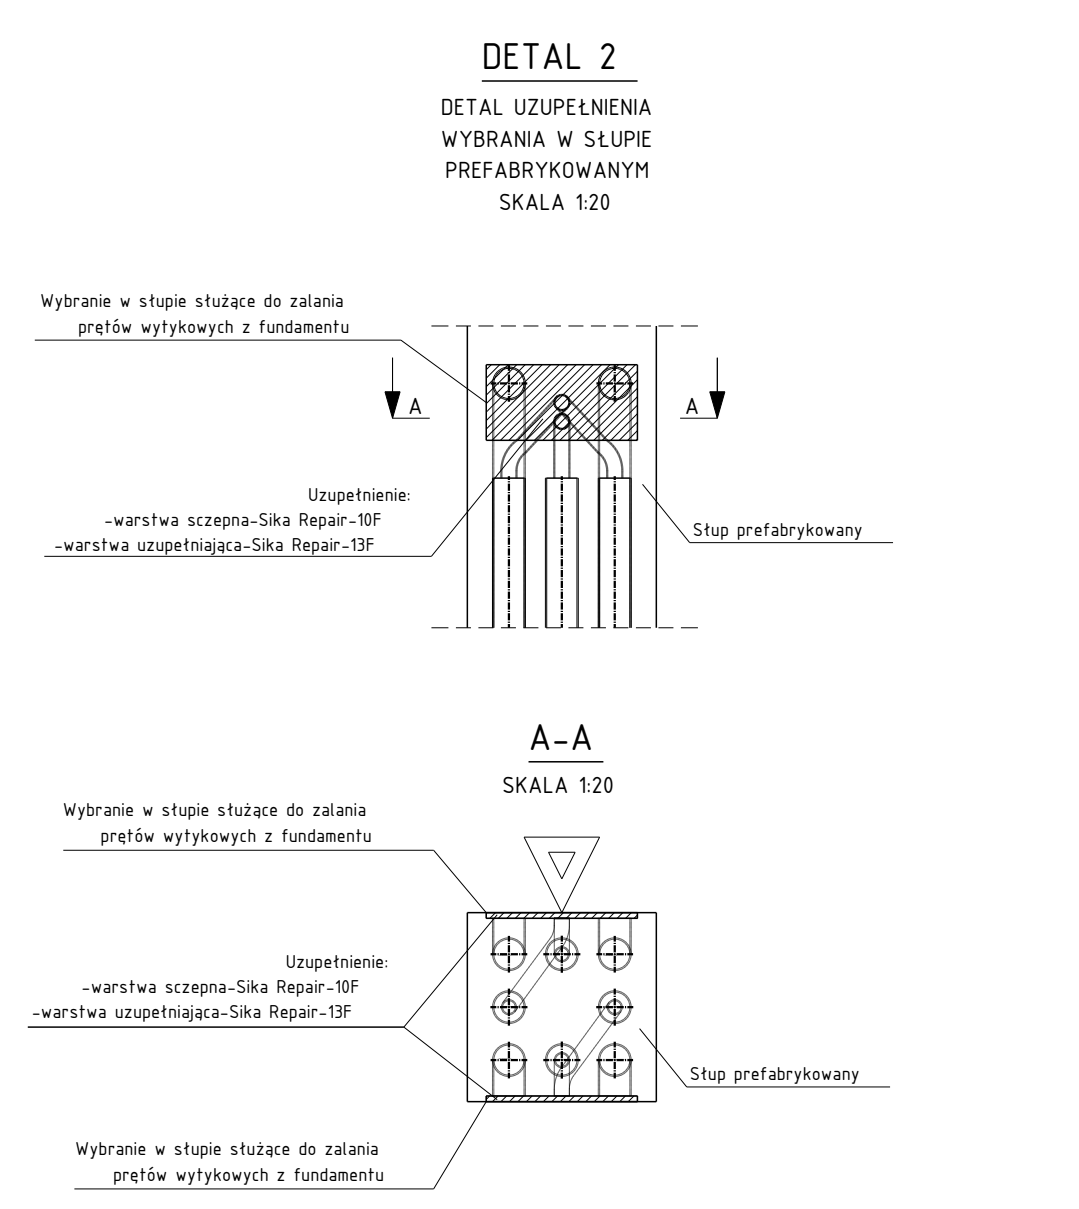 DETAL 2
DETAL UZUPEŁNIENIA
WYBRANIA W SŁUPIE
PREFABRYKOWANYM
SKALA 1:20
Wybranie w słupie służące do zalania
prętów wytykowych z fundamentu
A
A
Uzupełnienie:
-warstwa sczepna-Sika Repair-10F
-warstwa uzupełniająca-Sika Repair-13F
Słup prefabrykowany
A-A
SKALA 1:20
Wybranie w słupie służące do zalania
prętów wytykowych z fundamentu
Uzupełnienie:
-warstwa sczepna-Sika Repair-10F
-warstwa uzupełniająca-Sika Repair-13F
Słup prefabrykowany
Wybranie w słupie służące do zalania
prętów wytykowych z fundamentu